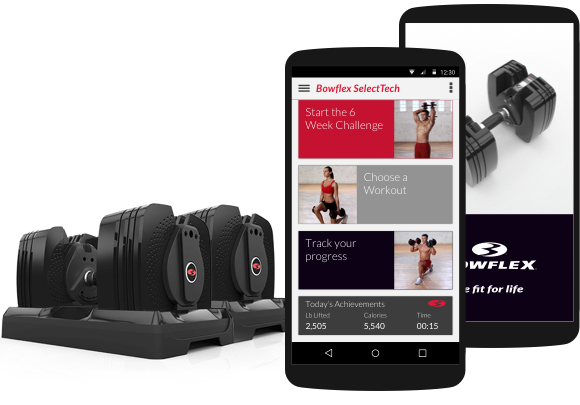 12:30
Bowflex SelectTech
Start the 6
Week Challenge
Choose a
Workout
Track your
progress
Today's Achievements
Lb Lifted Calories Time
2,505 5,540 00:15
OWFLEX
e fit for life